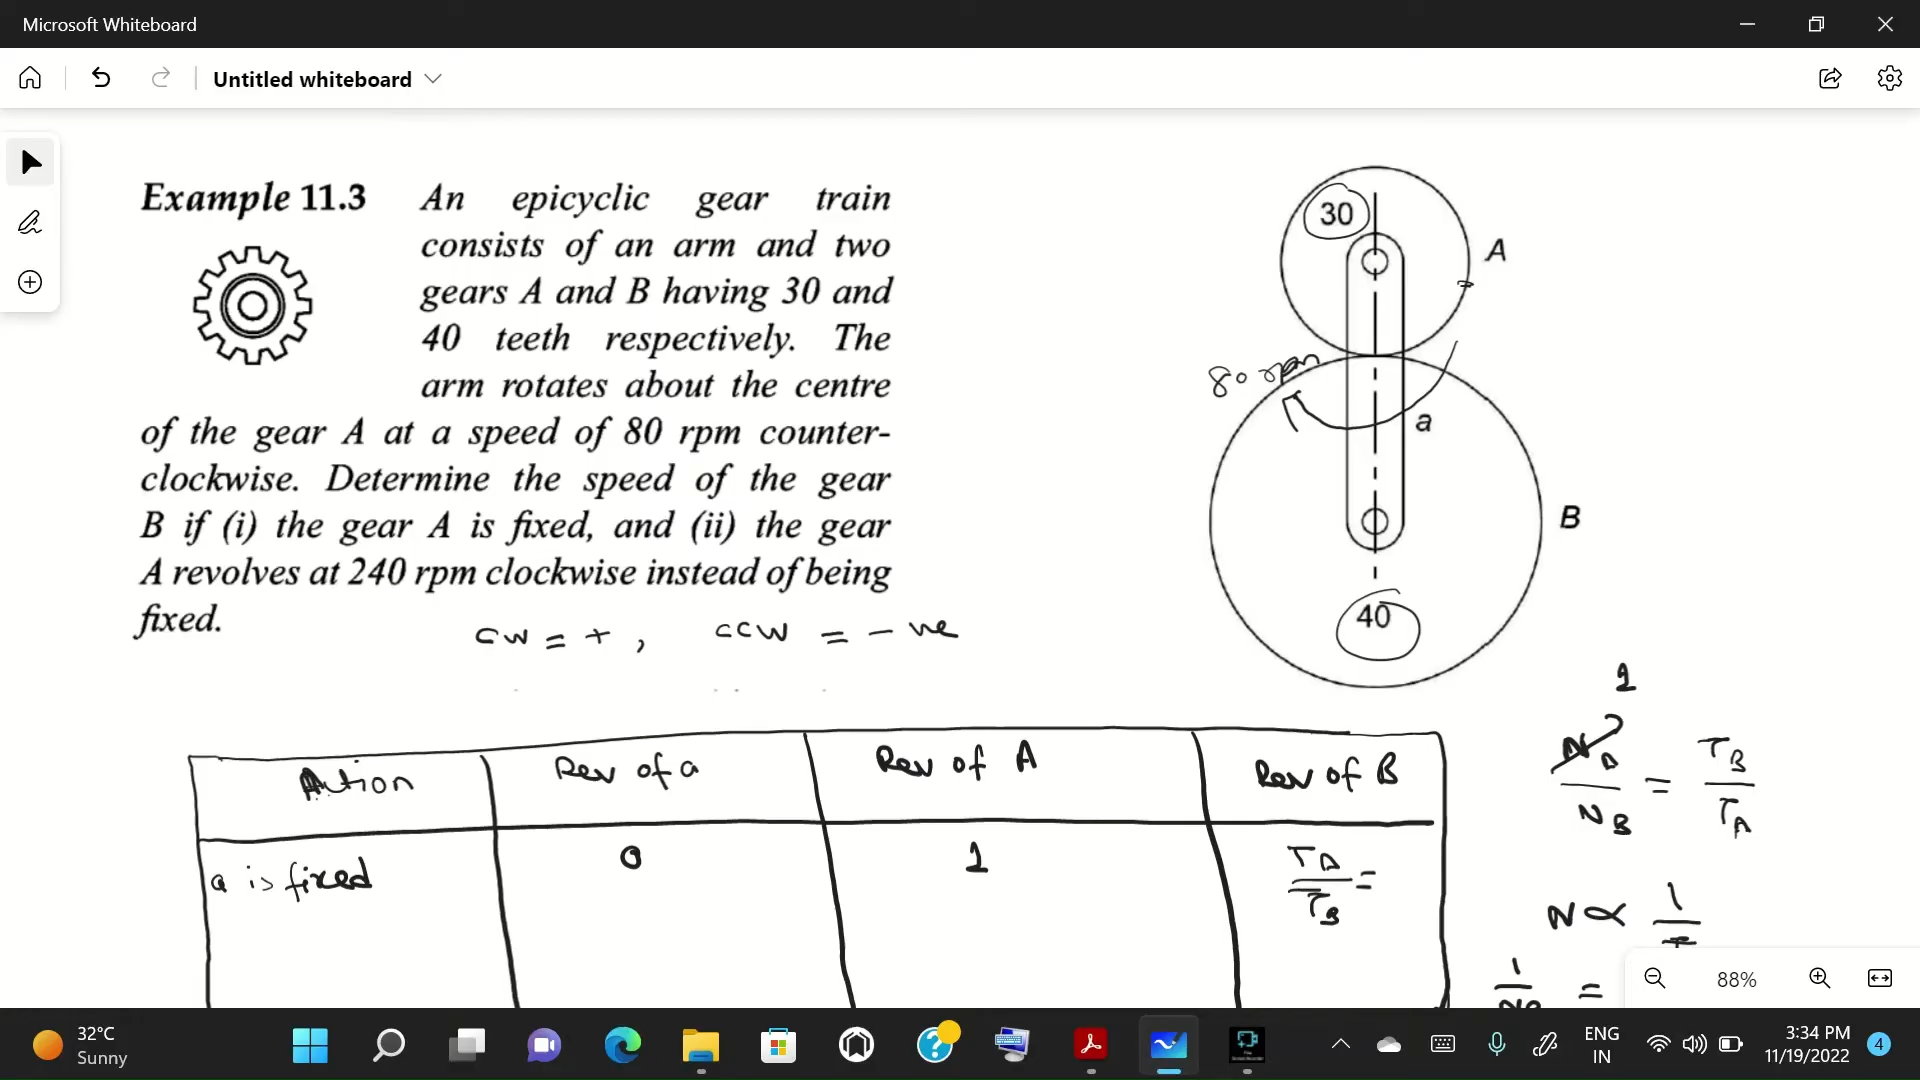 Microsoft Whiteboard
Untitled whiteboard
Example 11.3 An epicyclic gear train
consists of an arm and two
gears A and B having 30 and
40 teeth respectively. The
arm rotates about the centre
of the gear A at a speed of 80 rpm counter-
clockwise. Determine the speed of the gear
B if (i) the gear A is fixed, and (ii) the gear
A revolves at 240 rpm clockwise instead of being
fixed.
CW = + , CCW = - ve
30
A
80 rpm
a
B
40
Action Rev of a Rev of A Rev of B
a is fixed 0 1 TA/TB =
1
NA/NB = TB/TA
N ∝ 1/T
88%
32°C
Sunny
ENG
IN
3:34 PM
11/19/2022
4